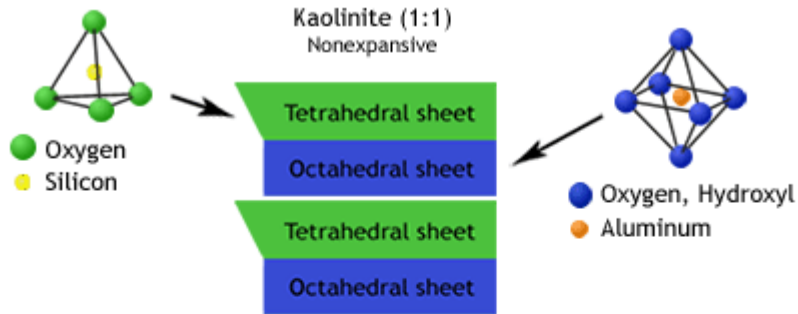 Kaolinite (1:1)
Nonexpansive
Tetrahedral sheet
Octahedral sheet
Tetrahedral sheet
Octahedral sheet
Oxygen
Silicon
Oxygen, Hydroxyl
Aluminum